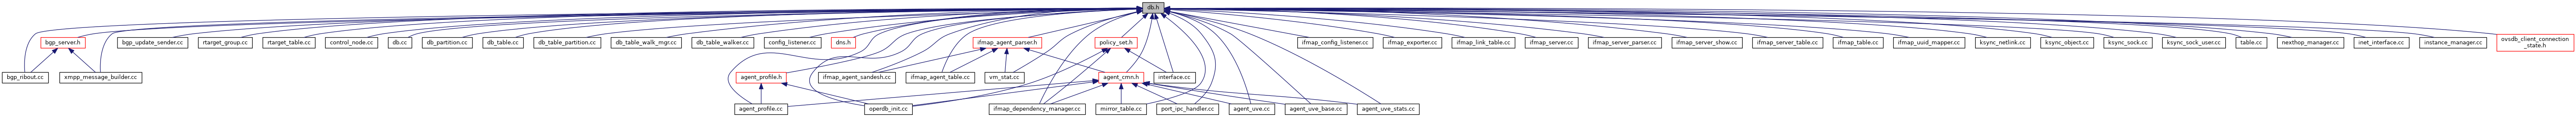 db.h
bgp_server.h
bgp_update_sender.cc
rtarget_group.cc
rtarget_table.cc
control_node.cc
db.cc
db_partition.cc
db_table.cc
db_table_partition.cc
db_table_walk_mgr.cc
db_table_walker.cc
config_listener.cc
dns.h
ifmap_agent_parser.h
policy_set.h
ifmap_config_listener.cc
ifmap_exporter.cc
ifmap_link_table.cc
ifmap_server.cc
ifmap_server_parser.cc
ifmap_server_show.cc
ifmap_server_table.cc
ifmap_table.cc
ifmap_uuid_mapper.cc
ksync_netlink.cc
ksync_object.cc
ksync_sock.cc
ksync_sock_user.cc
table.cc
nexthop_manager.cc
inet_interface.cc
instance_manager.cc
ovsdb_client_connection
_state.h
bgp_ribout.cc
xmpp_message_builder.cc
agent_profile.h
ifmap_agent_sandesh.cc
ifmap_agent_table.cc
vm_stat.cc
agent_cmn.h
interface.cc
agent_profile.cc
operdb_init.cc
ifmap_dependency_manager.cc
mirror_table.cc
port_ipc_handler.cc
agent_uve.cc
agent_uve_base.cc
agent_uve_stats.cc